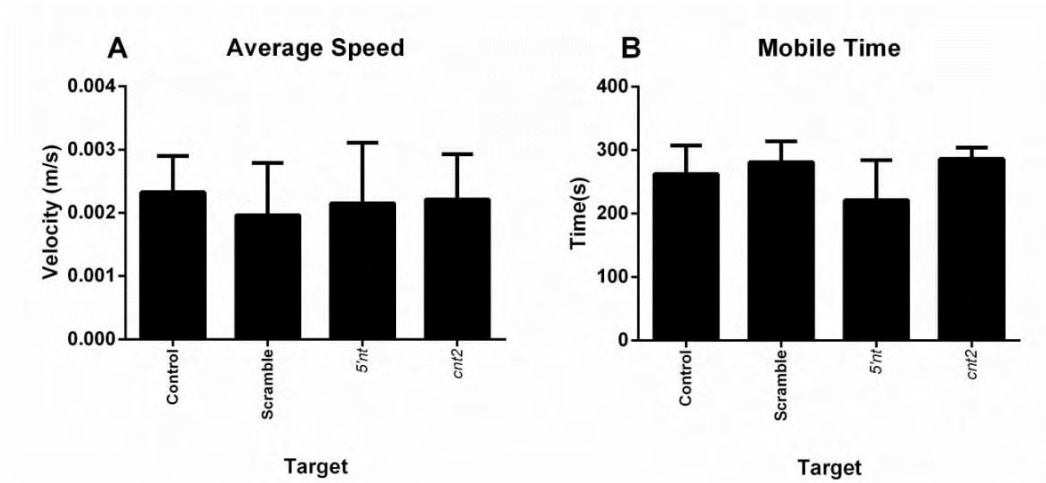 A
Average Speed
Velocity (m/s)
0.004
0.003
0.002
0.001
0.000
Control
Scramble
5'nt
cnt2
Target
B
Mobile Time
Time(s)
400
300
200
100
0
Control
Scramble
5'nt
cnt2
Target